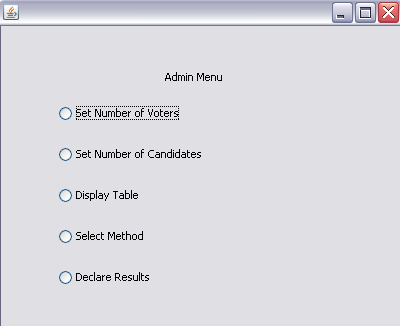 Admin Menu
Set Number of Voters
Set Number of Candidates
Display Table
Select Method
Declare Results